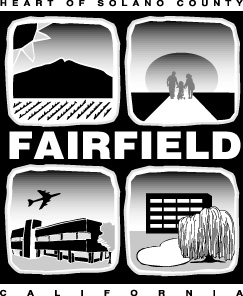 HEART OF SOLANO COUNTY
FAIRFIELD
CALIFORNIA